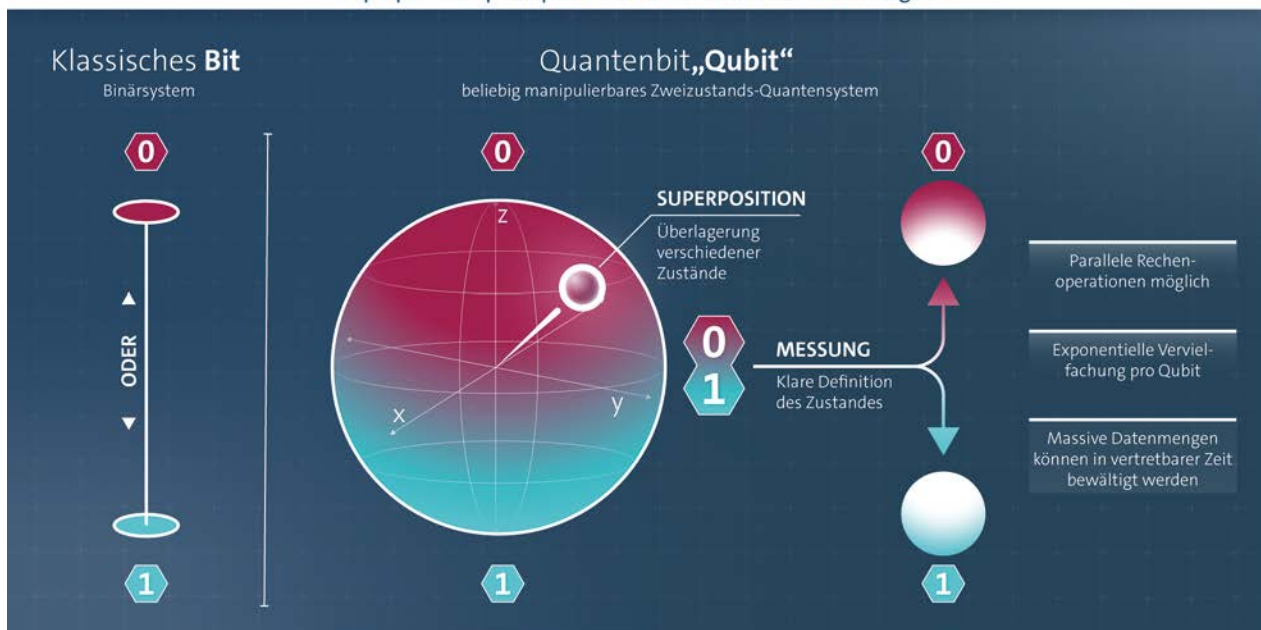 Klassisches Bit
Binärsystem
0
ODER
1
Quantenbit„Qubit“
beliebig manipulierbares Zweizustands-Quantensystem
0
z
x
y
1
SUPERPOSITION
Überlagerung
verschiedener
Zustände
0
1
MESSUNG
Klare Definition
des Zustandes
0
1
Parallele Rechen-
operationen möglich
Exponentielle Verviel-
fachung pro Qubit
Massive Datenmengen
können in vertretbarer Zeit
bewältigt werden